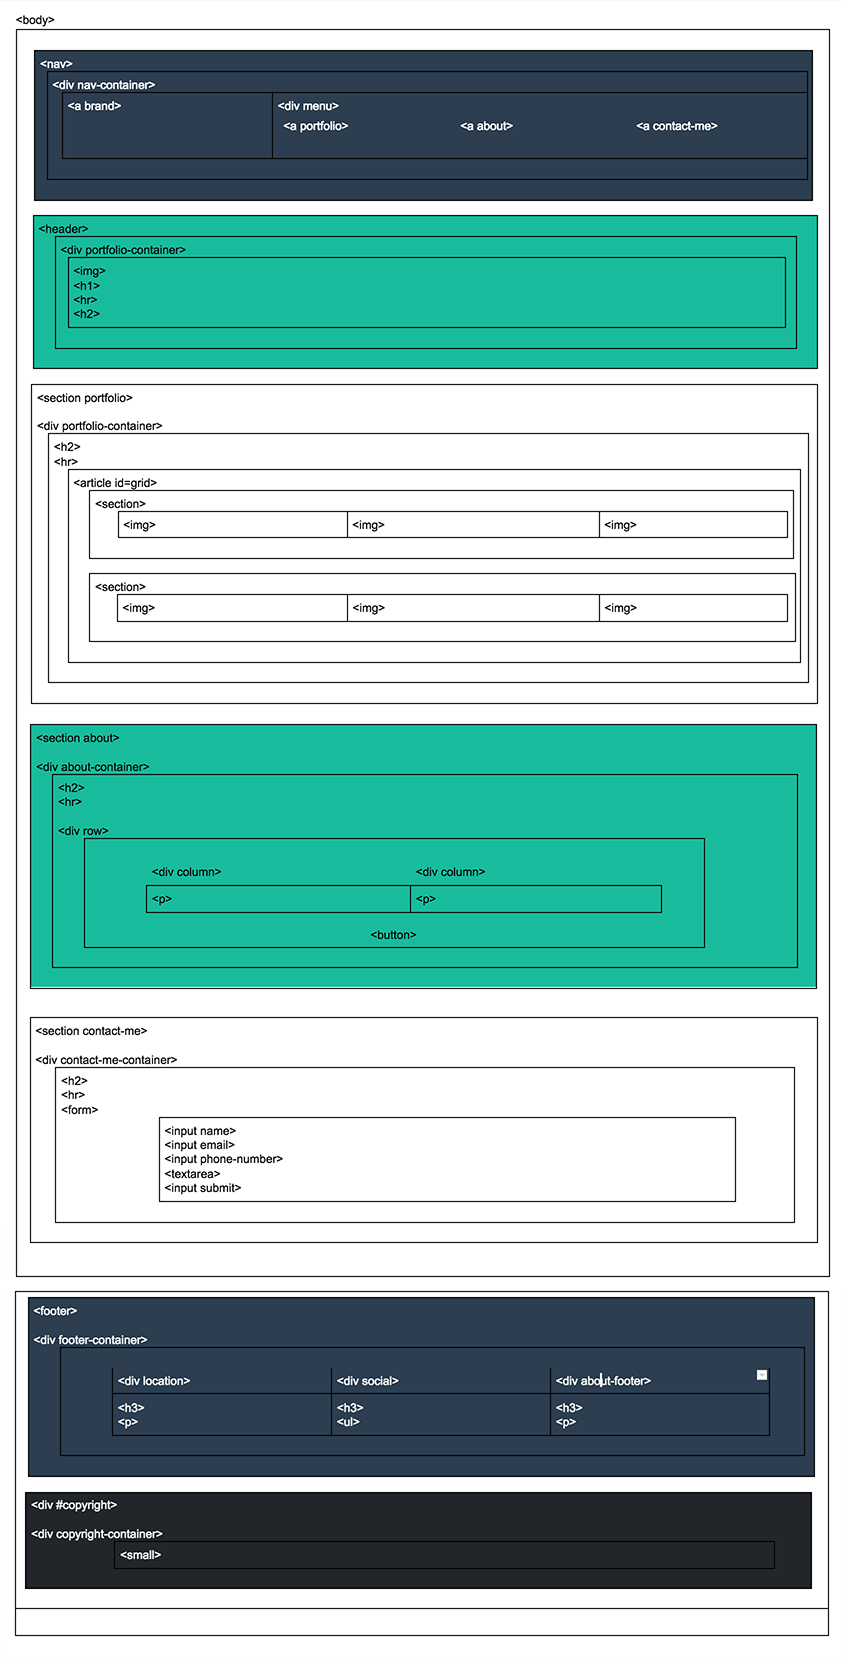 <body>
<nav>
<div nav-container>
<a brand> <div menu>
<a portfolio> <a about> <a contact-me>
<header>
<div portfolio-container>
<img>
<h1>
<hr>
<h2>
<section portfolio>
<div portfolio-container>
<h2>
<hr>
<article id=grid>
<section>
<img> <img> <img>
<section>
<img> <img> <img>
<section about>
<div about-container>
<h2>
<hr>
<div row>
<div column> <div column>
<p> <p>
<button>
<section contact-me>
<div contact-me-container>
<h2>
<hr>
<form>
<input name>
<input email>
<input phone-number>
<textarea>
<input submit>
<footer>
<div footer-container>
<div location> <div social> <div about-footer>
<h3> <h3> <h3>
<p> <ul> <p>
<div #copyright>
<div copyright-container>
<small>